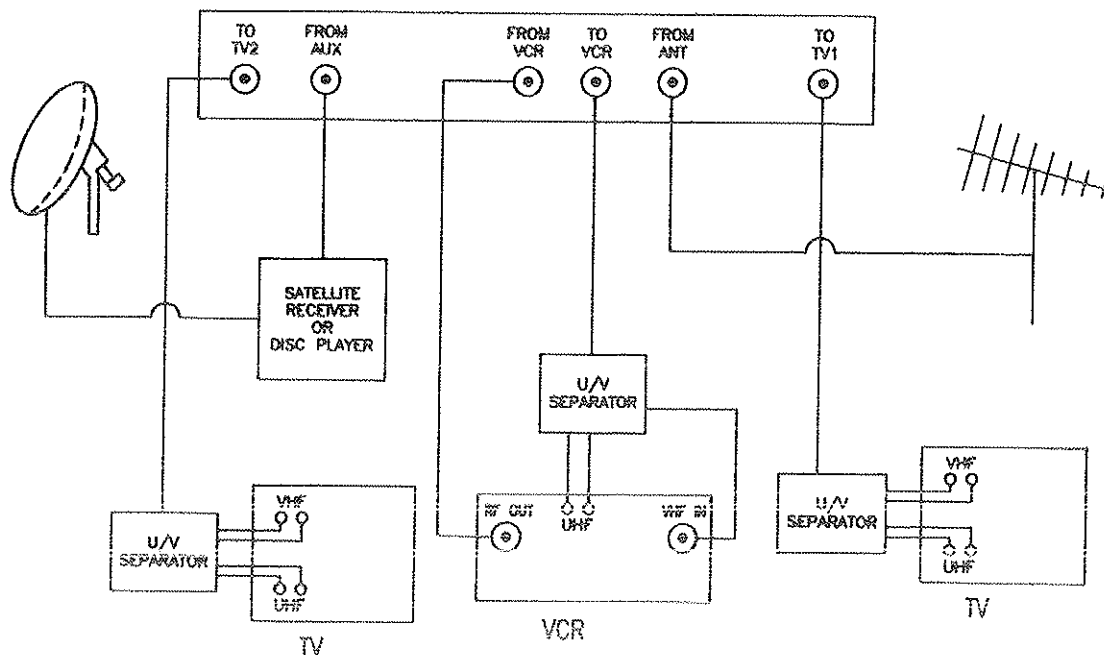 TO
TV2
FROM
AUX
FROM
VCR
TO
VCR
FROM
ANT
TO
TV1
SATELLITE
RECEIVER
OR
DISC PLAYER
U/V
SEPARATOR
U/V
SEPARATOR
VHF
UHF
TV
RF OUT
UHF
VHF IN
VCR
U/V
SEPARATOR
VHF
UHF
TV